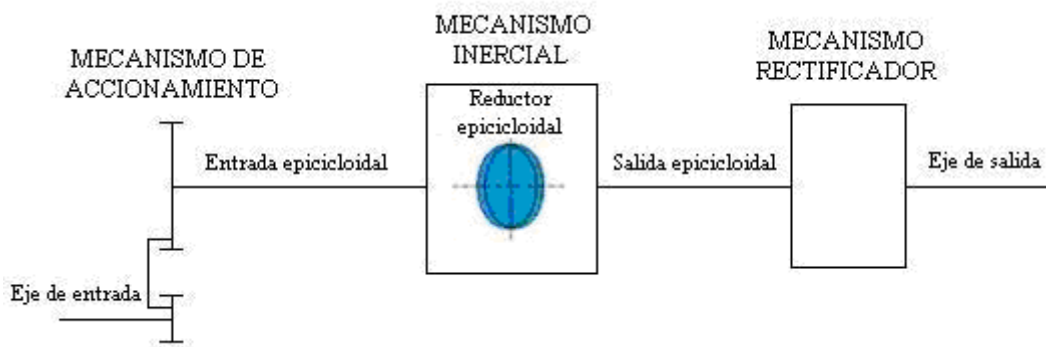 MECANISMO DE
ACCIONAMIENTO
MECANISMO
INERCIAL
MECANISMO
RECTIFICADOR
Reductor
epicicloidal
Entrada epicicloidal
Salida epicicloidal
Eje de salida
Eje de entrada